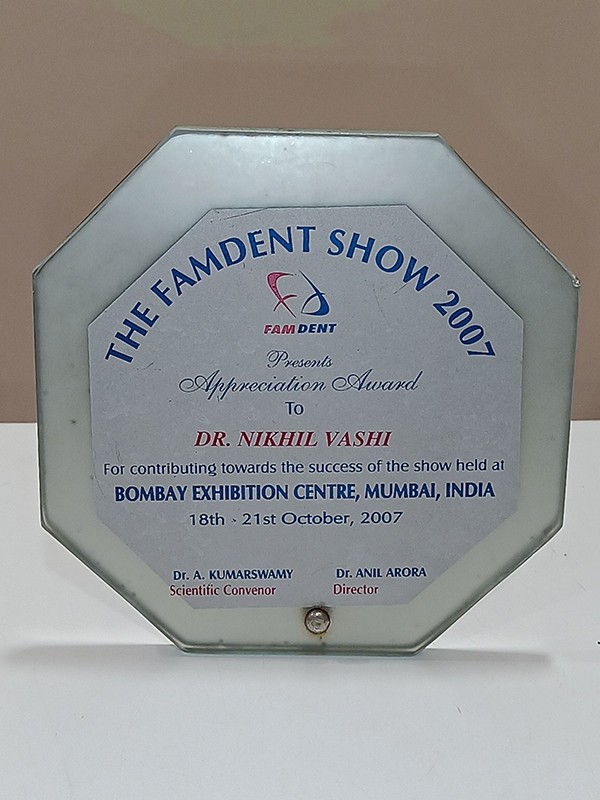 THE FAMDENT SHOW 2007
FAMDENT
Presents
Appreciation Award
To
DR. NIKHIL VASHI
For contributing towards the success of the show held at
BOMBAY EXHIBITION CENTRE, MUMBAI, INDIA
18th - 21st October, 2007
Dr. A. KUMARSWAMY Dr. ANIL ARORA
Scientific Convenor Director